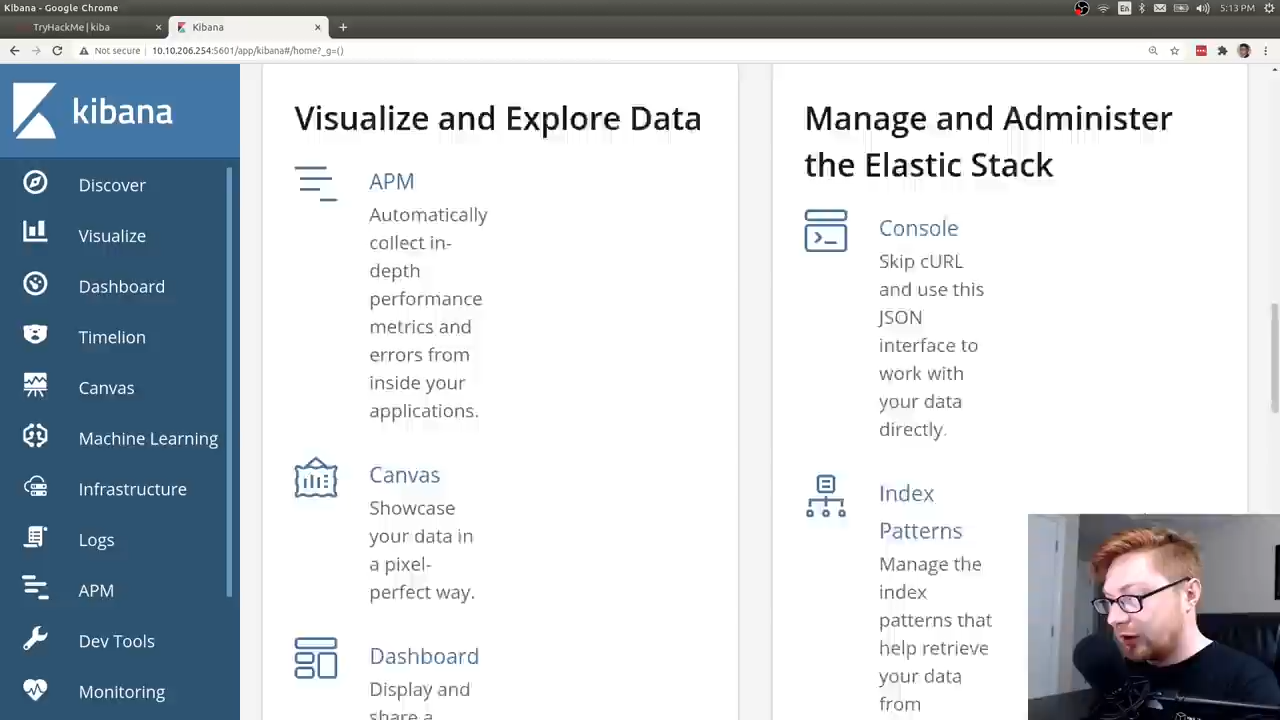 Kibana - Google Chrome
En
5:13 PM
TryHackMe | kiba
Kibana
Not secure
10.10.206.254:5601/app/kibana#/home?_g=()
kibana
Discover
Visualize
Dashboard
Timelion
Canvas
Machine Learning
Infrastructure
Logs
APM
Dev Tools
Monitoring
Visualize and Explore Data
APM
Automatically
collect in-
depth
performance
metrics and
errors from
inside your
applications.
Canvas
Showcase
your data in
a pixel-
perfect way.
Dashboard
Display and
share a
Manage and Administer
the Elastic Stack
Console
Skip cURL
and use this
JSON
interface to
work with
your data
directly.
Index
Patterns
Manage the
index
patterns that
help retrieve
your data
from